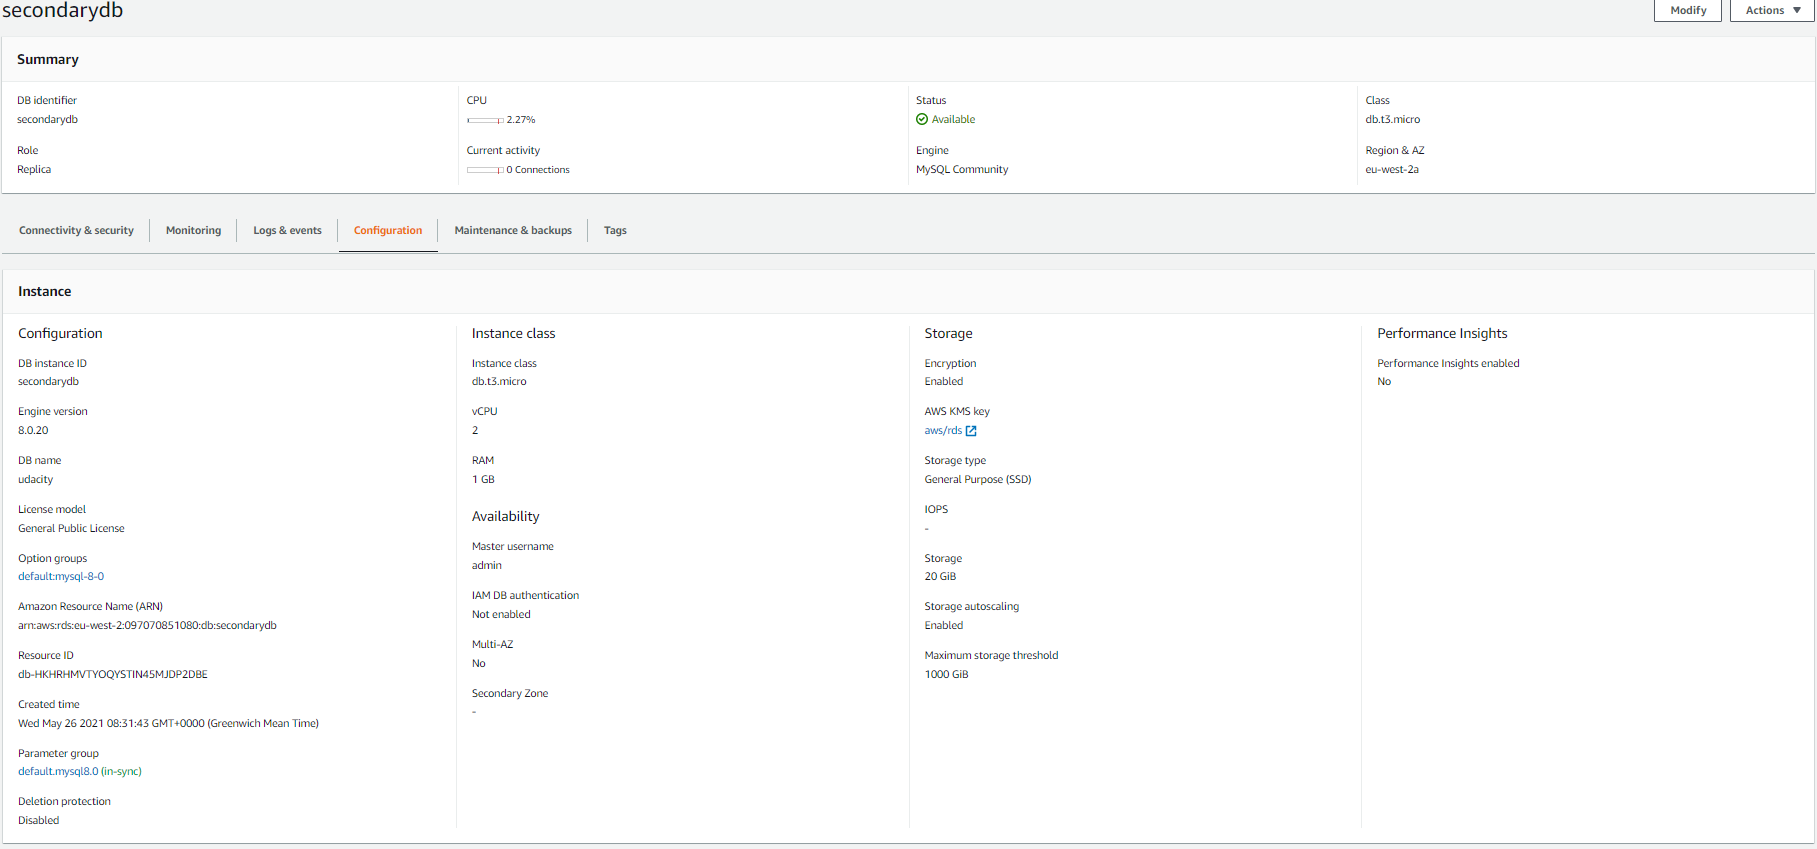 secondarydb
Modify
Actions
Summary
DB identifier
secondarydb
CPU
2.27%
Status
Available
Class
db.t3.micro
Role
Replica
Current activity
0 Connections
Engine
MySQL Community
Region & AZ
eu-west-2a
Connectivity & security
Monitoring
Logs & events
Configuration
Maintenance & backups
Tags
Instance
Configuration
DB instance ID
secondarydb
Engine version
8.0.20
DB name
udacity
License model
General Public License
Option groups
default:mysql-8-0
Amazon Resource Name (ARN)
arn:aws:rds:eu-west-2:097070851080:db:secondarydb
Resource ID
db-HKHRHMVTYOQYSTIN45MJDP2DBE
Created time
Wed May 26 2021 08:31:43 GMT+0000 (Greenwich Mean Time)
Parameter group
default.mysql8.0 (in-sync)
Deletion protection
Disabled
Instance class
Instance class
db.t3.micro
vCPU
2
RAM
1 GB
Availability
Master username
admin
IAM DB authentication
Not enabled
Multi-AZ
No
Secondary Zone
-
Storage
Encryption
Enabled
AWS KMS key
aws/rds
Storage type
General Purpose (SSD)
IOPS
-
Storage
20 GiB
Storage autoscaling
Enabled
Maximum storage threshold
1000 GiB
Performance Insights
Performance Insights enabled
No